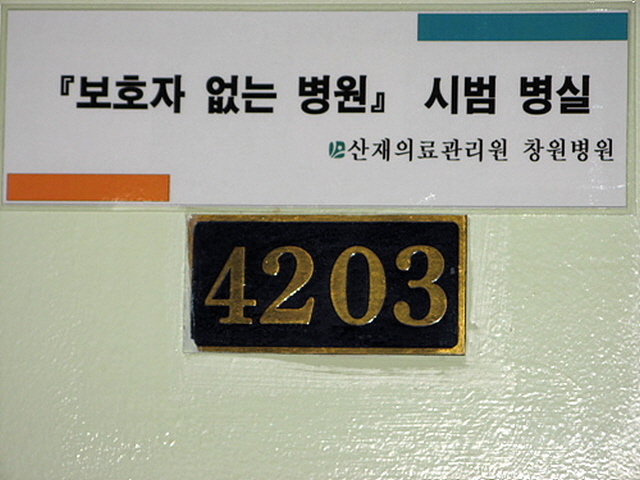 『보호자 없는 병원』 시범 병실
산재의료관리원 창원병원
4203